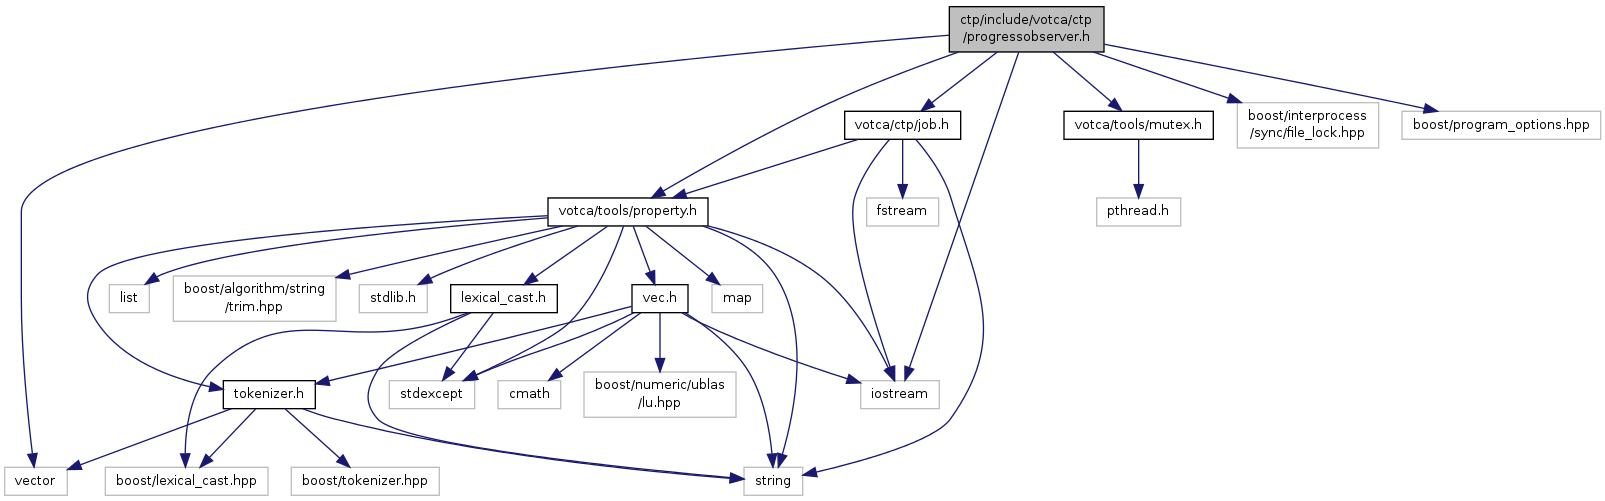 ctp/include/votca/ctp
/progressobserver.h
votca/ctp/job.h
votca/tools/mutex.h
boost/interprocess
/sync/file_lock.hpp
boost/program_options.hpp
votca/tools/property.h
fstream
pthread.h
list
boost/algorithm/string
/trim.hpp
stdlib.h
lexical_cast.h
vec.h
map
tokenizer.h
stdexcept
cmath
boost/numeric/ublas
/lu.hpp
iostream
vector
boost/lexical_cast.hpp
boost/tokenizer.hpp
string